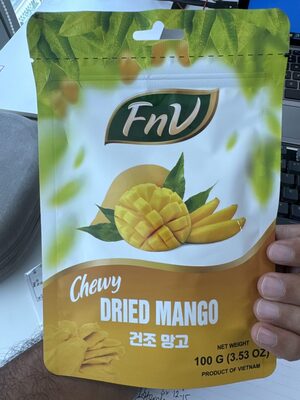 FnV
Chewy
DRIED MANGO
건조 망고
NET WEIGHT
100 G (3.53 OZ)
PRODUCT OF VIETNAM